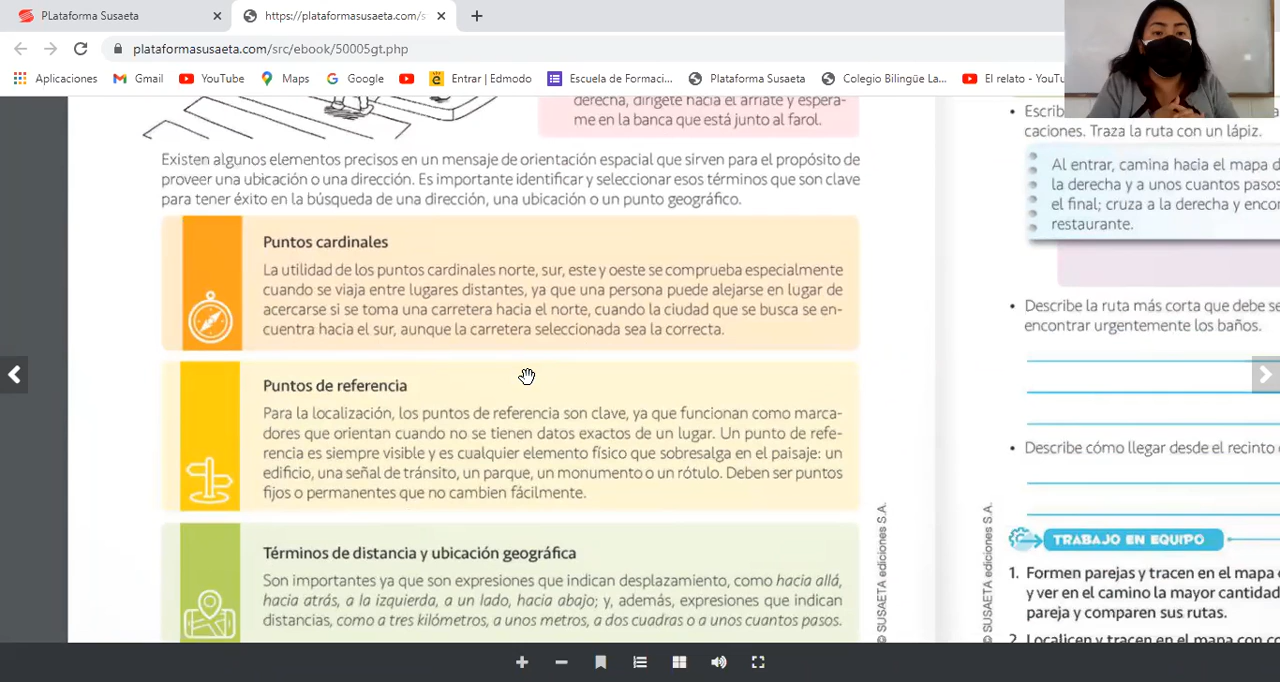 PLataforma Susaeta
https://plataformasusaeta.com/s
plataformasusaeta.com/src/ebook/50005gt.php
Aplicaciones Gmail YouTube Maps Google Entrar | Edmodo Escuela de Formaci... Plataforma Susaeta Colegio Bilingüe La... El relato - YouTu
derecha, dirígete hacia el arriate y espera-
me en la banca que está junto al farol.
Existen algunos elementos precisos en un mensaje de orientación espacial que sirven para el propósito de
proveer una ubicación o una dirección. Es importante identificar y seleccionar esos términos que son clave
para tener éxito en la búsqueda de una dirección, una ubicación o un punto geográfico.
Puntos cardinales
La utilidad de los puntos cardinales norte, sur, este y oeste se comprueba especialmente
cuando se viaja entre lugares distantes, ya que una persona puede alejarse en lugar de
acercarse si se toma una carretera hacia el norte, cuando la ciudad que se busca se en-
cuentra hacia el sur, aunque la carretera seleccionada sea la correcta.
Puntos de referencia
Para la localización, los puntos de referencia son clave, ya que funcionan como marca-
dores que orientan cuando no se tienen datos exactos de un lugar. Un punto de refe-
rencia es siempre visible y es cualquier elemento físico que sobresalga en el paisaje: un
edificio, una señal de tránsito, un parque, un monumento o un rótulo. Deben ser puntos
fijos o permanentes que no cambien fácilmente.
Términos de distancia y ubicación geográfica
Son importantes ya que son expresiones que indican desplazamiento, como hacia allá,
hacia atrás, a la izquierda, a un lado, hacia abajo; y, además, expresiones que indican
distancias, como a tres kilómetros, a unos metros, a dos cuadras o a unos cuantos pasos.
© SUSAETA ediciones S.A.
© SUSAETA ediciones S.A.
• Escrib
caciones. Traza la ruta con un lápiz.
Al entrar, camina hacia el mapa d
la derecha y a unos cuantos pasos
el final; cruza a la derecha y encon
restaurante.
• Describe la ruta más corta que debe se
encontrar urgentemente los baños.
• Describe cómo llegar desde el recinto
TRABAJO EN EQUIPO
1. Formen parejas y tracen en el mapa
y ver en el camino la mayor cantidad
pareja y comparen sus rutas.
2. Localicen y tracen en el mapa con co